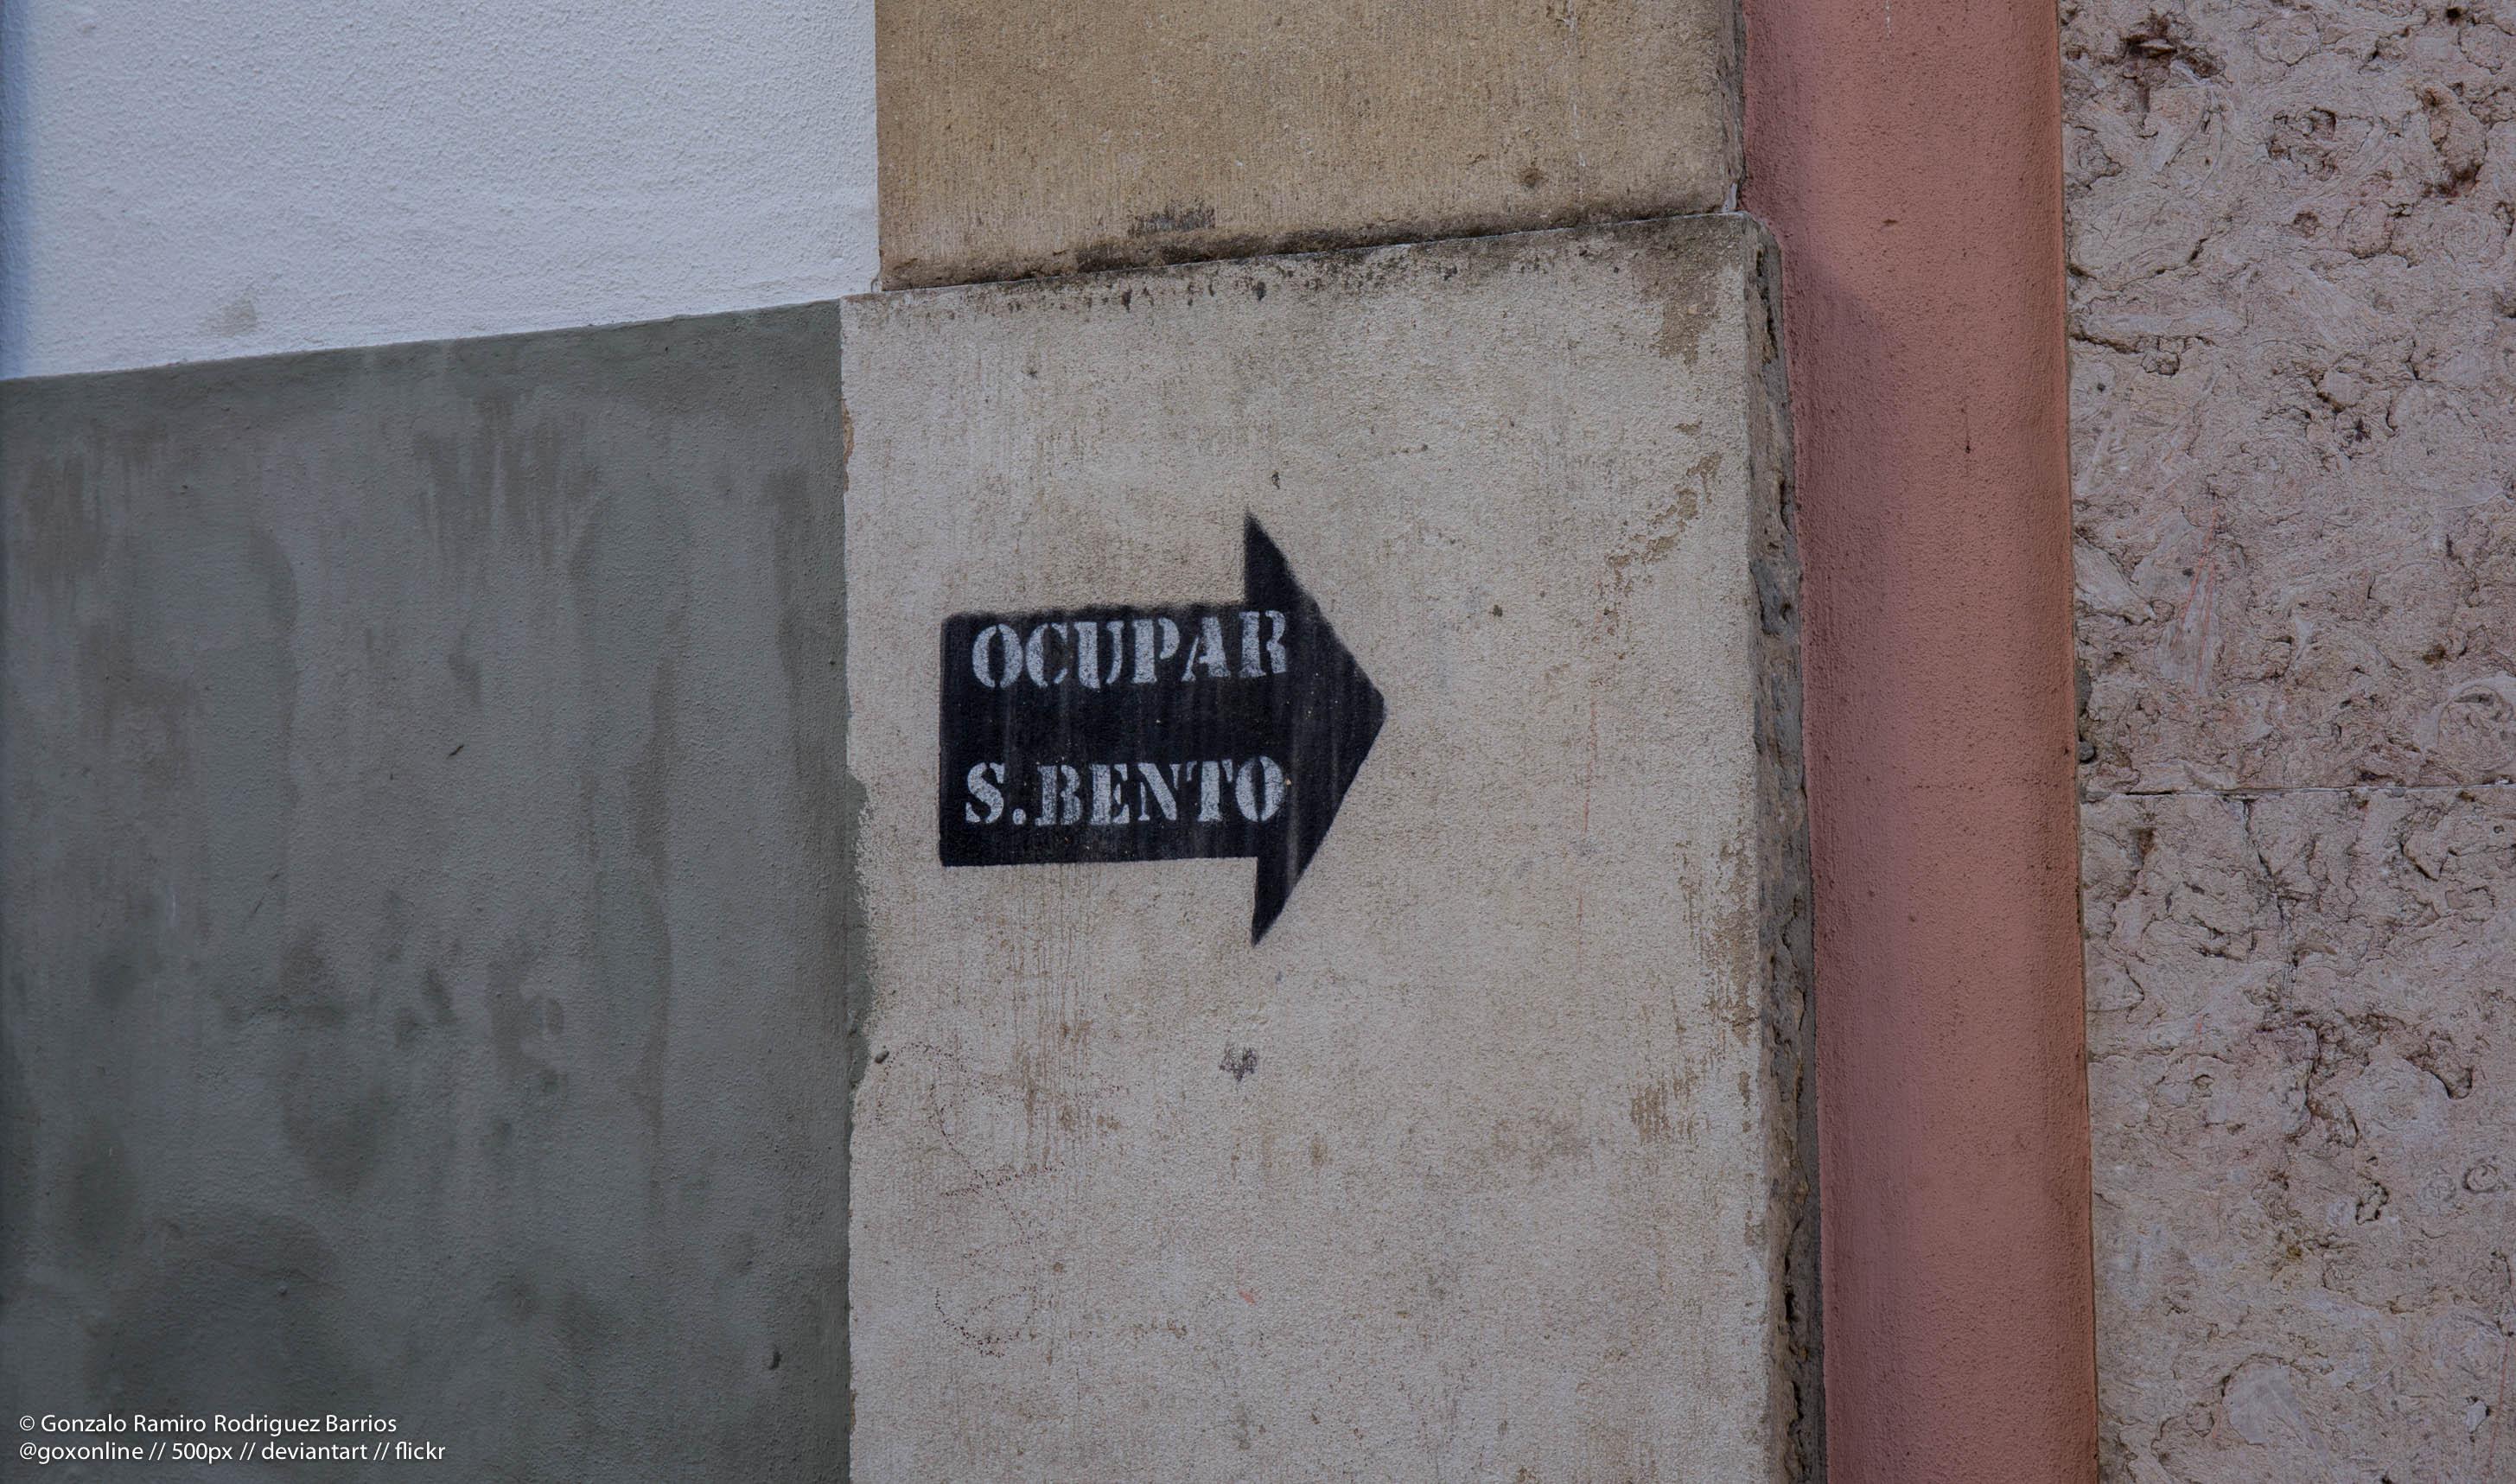 OCUPAR
S.BENTO
© Gonzalo Ramiro Rodriguez Barrios
@goxonline // 500px // deviantart // flickr